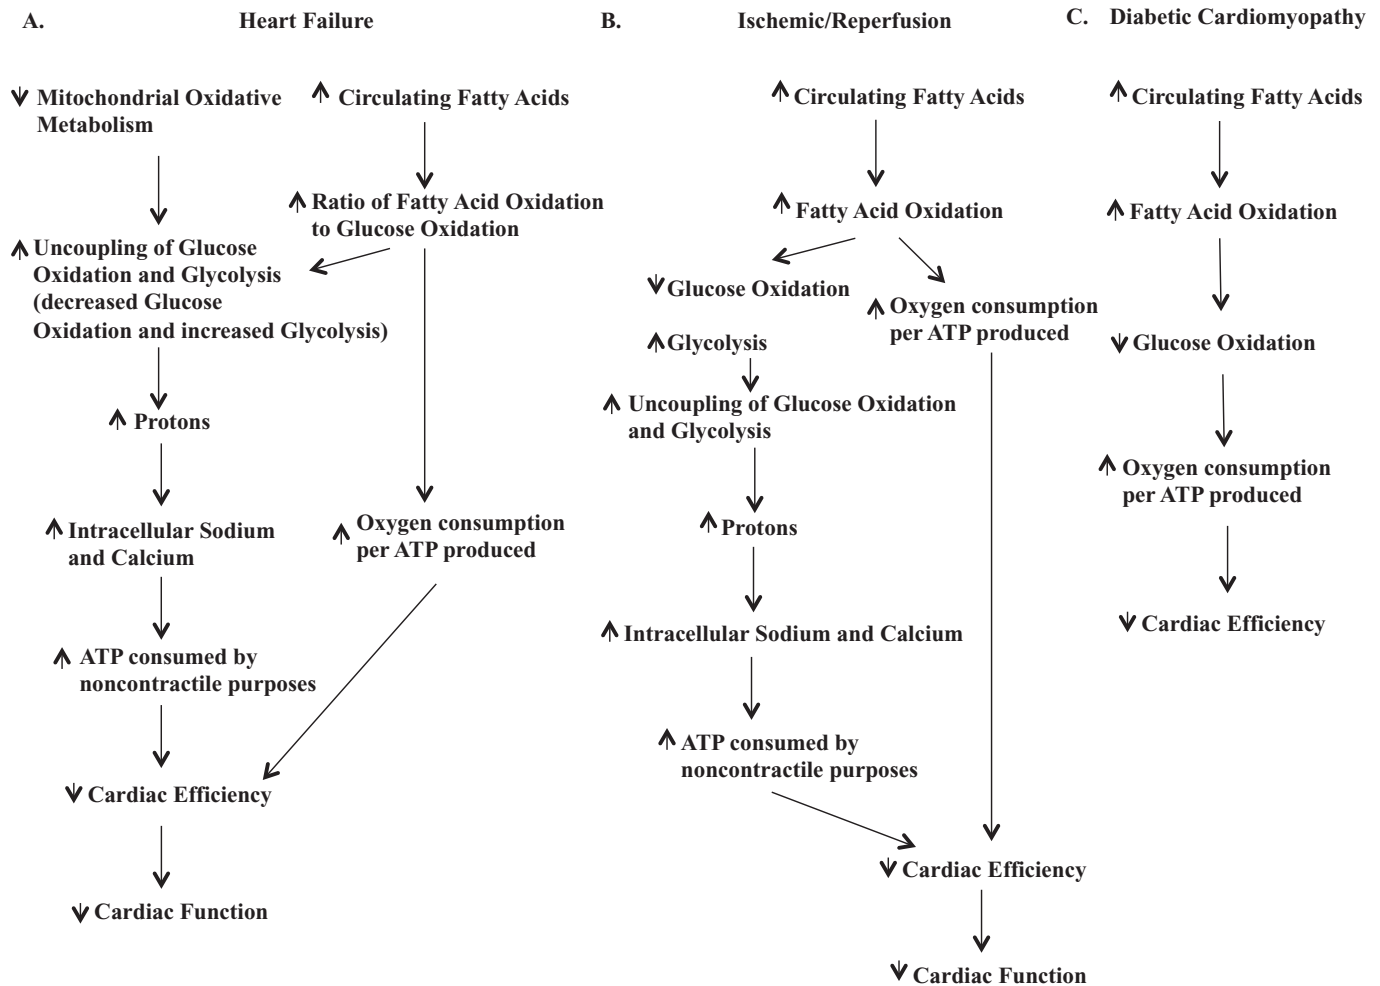 A.
Heart Failure
Mitochondrial Oxidative
Metabolism
Circulating Fatty Acids
Ratio of Fatty Acid Oxidation
to Glucose Oxidation
Uncoupling of Glucose
Oxidation and Glycolysis
(decreased Glucose
Oxidation and increased Glycolysis)
Protons
Intracellular Sodium
and Calcium
Oxygen consumption
per ATP produced
ATP consumed by
noncontractile purposes
Cardiac Efficiency
Cardiac Function
B.
Ischemic/Reperfusion
Circulating Fatty Acids
Fatty Acid Oxidation
Glucose Oxidation
Oxygen consumption
per ATP produced
Glycolysis
Uncoupling of Glucose Oxidation
and Glycolysis
Protons
Intracellular Sodium and Calcium
ATP consumed by
noncontractile purposes
Cardiac Efficiency
Cardiac Function
C.
Diabetic Cardiomyopathy
Circulating Fatty Acids
Fatty Acid Oxidation
Glucose Oxidation
Oxygen consumption
per ATP produced
Cardiac Efficiency